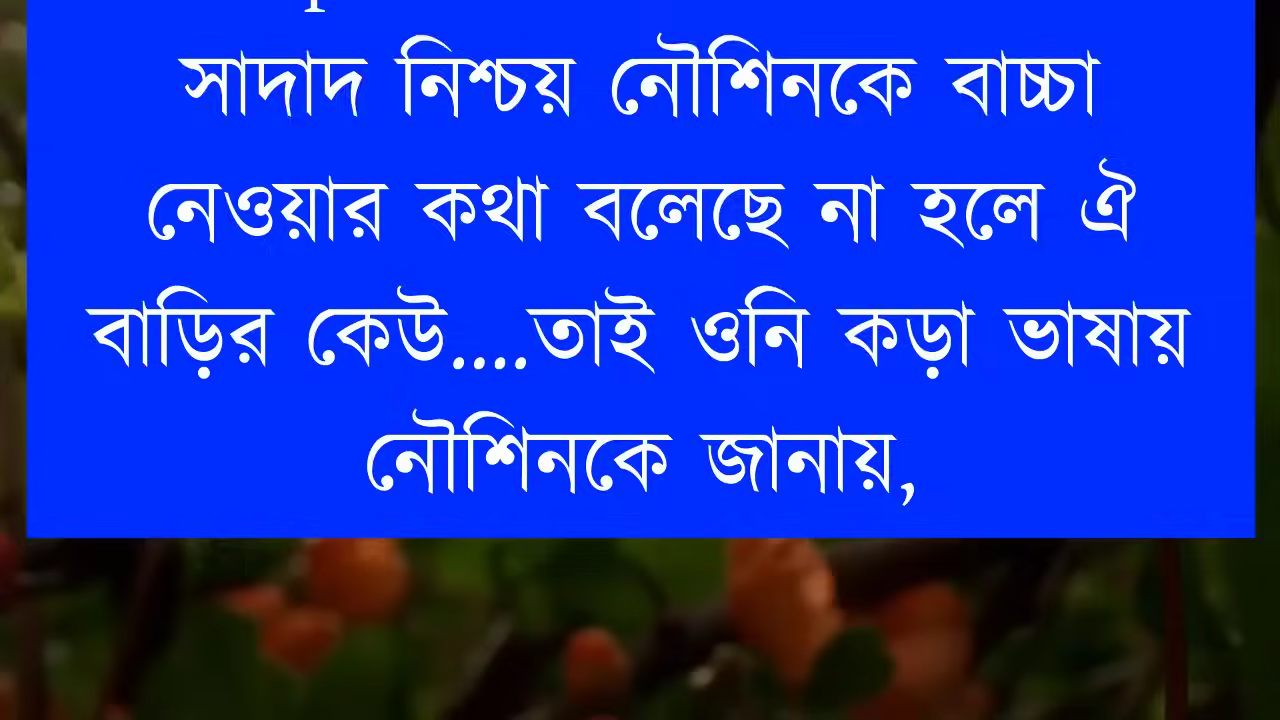 সাদাদ নিশ্চয় নৌশিনকে বাচ্চা
নেওয়ার কথা বলেছে না হলে ঐ
বাড়ির কেউ....তাই ওনি কড়া ভাষায়
নৌশিনকে জানায়,